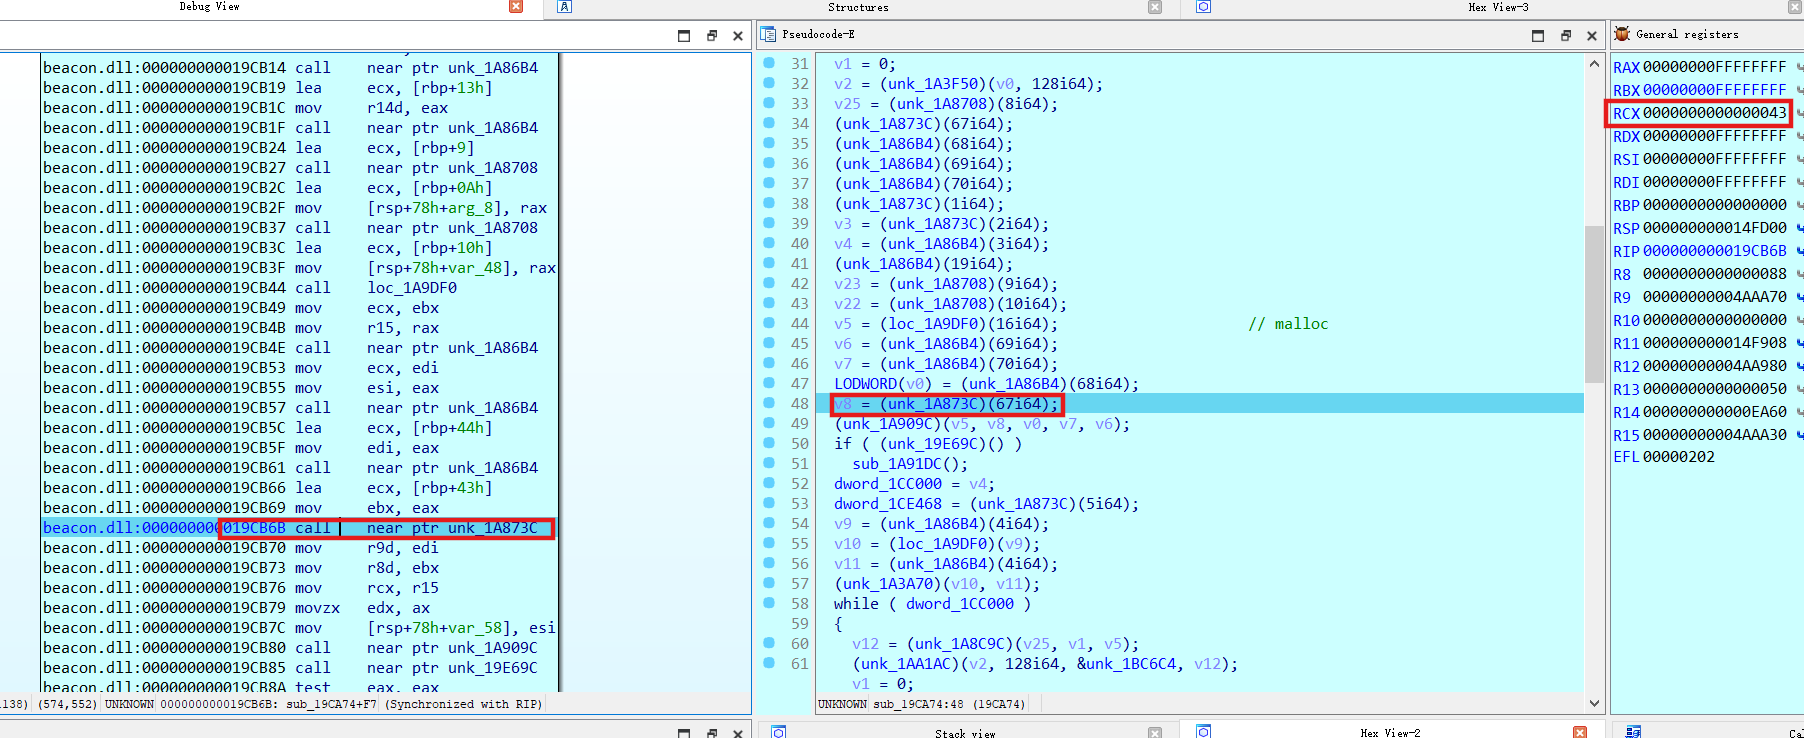 Debug View
Structures
Hex View-3
Pseudocode-E
General registers
beacon.dll:000000000019CB14 call near ptr unk_1A86B4
beacon.dll:000000000019CB19 lea ecx, [rbp+13h]
beacon.dll:000000000019CB1C mov r14d, eax
beacon.dll:000000000019CB1F call near ptr unk_1A86B4
beacon.dll:000000000019CB24 lea ecx, [rbp+9]
beacon.dll:000000000019CB27 call near ptr unk_1A8708
beacon.dll:000000000019CB2C lea ecx, [rbp+0Ah]
beacon.dll:000000000019CB2F mov [rsp+78h+arg_8], rax
beacon.dll:000000000019CB37 call near ptr unk_1A8708
beacon.dll:000000000019CB3C lea ecx, [rbp+10h]
beacon.dll:000000000019CB3F mov [rsp+78h+var_48], rax
beacon.dll:000000000019CB44 call loc_1A9DF0
beacon.dll:000000000019CB49 mov ecx, ebx
beacon.dll:000000000019CB4B mov r15, rax
beacon.dll:000000000019CB4E call near ptr unk_1A86B4
beacon.dll:000000000019CB53 mov ecx, edi
beacon.dll:000000000019CB55 mov esi, eax
beacon.dll:000000000019CB57 call near ptr unk_1A86B4
beacon.dll:000000000019CB5C lea ecx, [rbp+44h]
beacon.dll:000000000019CB5F mov edi, eax
beacon.dll:000000000019CB61 call near ptr unk_1A86B4
beacon.dll:000000000019CB66 lea ecx, [rbp+43h]
beacon.dll:000000000019CB69 mov ebx, eax
beacon.dll:000000000019CB6B call near ptr unk_1A873C
beacon.dll:000000000019CB70 mov r9d, edi
beacon.dll:000000000019CB73 mov r8d, ebx
beacon.dll:000000000019CB76 mov rcx, r15
beacon.dll:000000000019CB79 movzx edx, ax
beacon.dll:000000000019CB7C mov [rsp+78h+var_58], esi
beacon.dll:000000000019CB80 call near ptr unk_1A909C
beacon.dll:000000000019CB85 call near ptr unk_19E69C
beacon.dll:000000000019CB8A test eax, eax
138) (574,552) UNKNOWN 000000000019CB6B: sub_19CA74+F7 (Synchronized with RIP)
31 v1 = 0;
32 v2 = (unk_1A3F50)(v0, 128i64);
33 v25 = (unk_1A8708)(8i64);
34 (unk_1A873C)(67i64);
35 (unk_1A86B4)(68i64);
36 (unk_1A86B4)(69i64);
37 (unk_1A86B4)(70i64);
38 (unk_1A873C)(1i64);
39 v3 = (unk_1A873C)(2i64);
40 v4 = (unk_1A86B4)(3i64);
41 (unk_1A86B4)(19i64);
42 v23 = (unk_1A8708)(9i64);
43 v22 = (unk_1A8708)(10i64);
44 v5 = (loc_1A9DF0)(16i64); // malloc
45 v6 = (unk_1A86B4)(69i64);
46 v7 = (unk_1A86B4)(70i64);
47 LODWORD(v0) = (unk_1A86B4)(68i64);
48 v8 = (unk_1A873C)(67i64);
49 (unk_1A909C)(v5, v8, v0, v7, v6);
50 if ( (unk_19E69C)() )
51 sub_1A91DC();
52 dword_1CC000 = v4;
53 dword_1CE468 = (unk_1A873C)(5i64);
54 v9 = (unk_1A86B4)(4i64);
55 v10 = (loc_1A9DF0)(v9);
56 v11 = (unk_1A86B4)(4i64);
57 (unk_1A3A70)(v10, v11);
58 while ( dword_1CC000 )
59 {
60 v12 = (unk_1A8C9C)(v25, v1, v5);
61 (unk_1AA1AC)(v2, 128i64, &unk_1BC6C4, v12);
v1 = 0;
UNKNOWN sub_19CA74:48 (19CA74)
RAX 00000000FFFFFFFF
RBX 00000000FFFFFFFF
RCX 0000000000000043
RDX 00000000FFFFFFFF
RSI 00000000FFFFFFFF
RDI 00000000FFFFFFFF
RBP 0000000000000000
RSP 000000000014FD00
RIP 000000000019CB6B
R8 0000000000000088
R9 00000000004AAA70
R10 0000000000000000
R11 000000000014F908
R12 00000000004AA980
R13 0000000000000050
R14 000000000000EA60
R15 00000000004AAA30
EFL 00000202
Stack view
Hex View-2